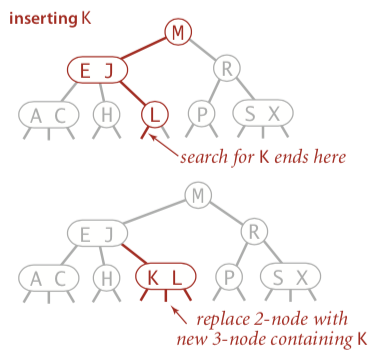 inserting K
M
E J
R
A C
H
L
P
S X
search for K ends here
M
E J
R
A C
H
K L
P
S X
replace 2-node with
new 3-node containing K